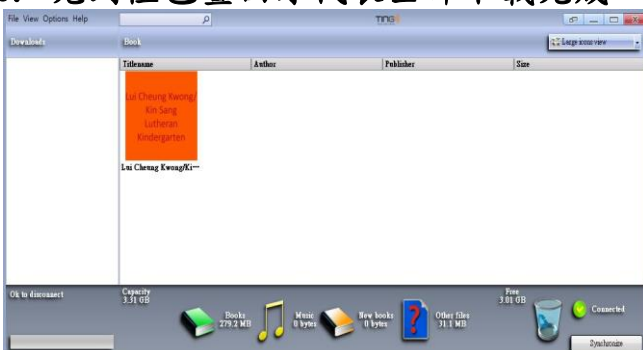 File View Options Help
TING
Downloads
Book
Large icons view
Titlename
Author
Publisher
Size
Lui Cheung Kwong/
Kin Sang
Lutheran
Kindergarten
Lui Cheung Kwong/Ki···
Ok to disconnect
Capacity
3.31 GB
Books
279.2 MB
Music
0 bytes
New books
0 bytes
Other files
31.1 MB
Free
3.01 GB
Connected
Synchronize